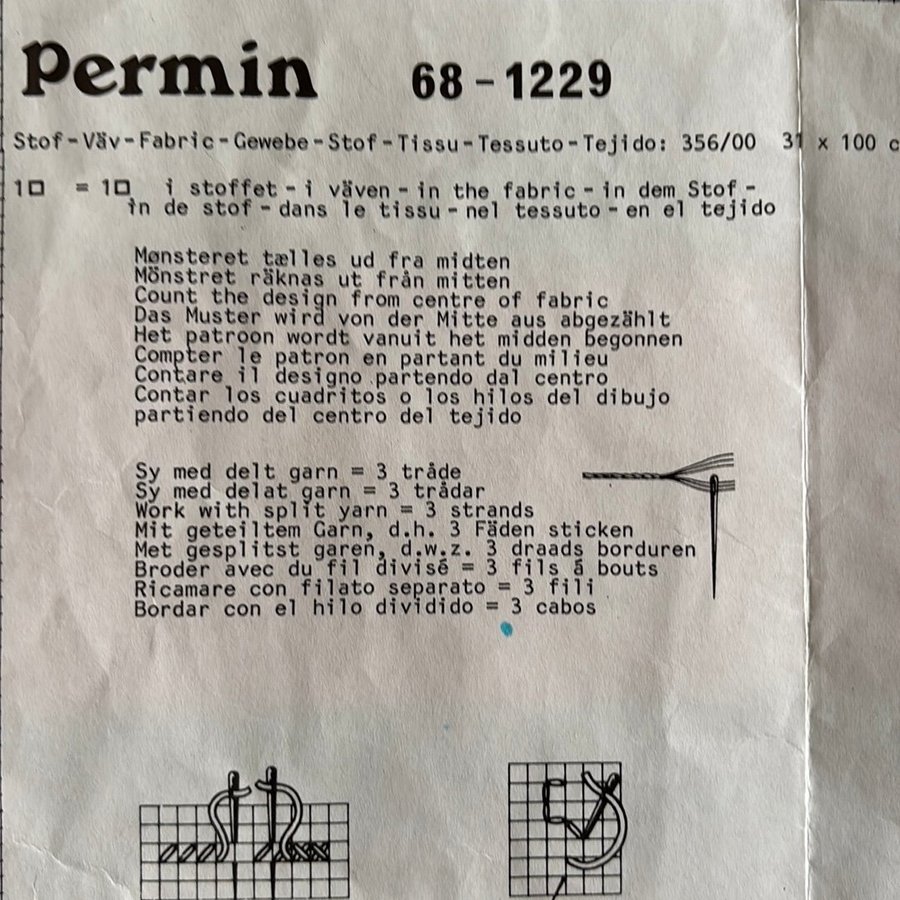 Permin 68-1229
Stof-Väv-Fabric-Gewebe-Stof-Tissu-Tessuto-Tejido: 356/00 31 x 100 c
1□ = 1□ i stoffet-i väven-in the fabric-in dem Stof-
in de stof-dans le tissu-nel tessuto-en el tejido
Mønsteret tælles ud fra midten
Mönstret räknas ut från mitten
Count the design from centre of fabric
Das Muster wird von der Mitte aus abgezählt
Het patroon wordt vanuit het midden begonnen
Compter le patron en partant du milieu
Contare il designo partendo dal centro
Contar los cuadritos o los hilos del dibujo
partiendo del centro del tejido
Sy med delt garn = 3 tråde
Sy med delat garn = 3 trådar
Work with split yarn = 3 strands
Mit geteiltem Garn, d.h. 3 Fäden sticken
Met gesplitst garen, d.w.z. 3 draads borduren
Broder avec du fil divisé = 3 fils á bouts
Ricamare con filato separato = 3 fili
Bordar con el hilo dividido = 3 cabos